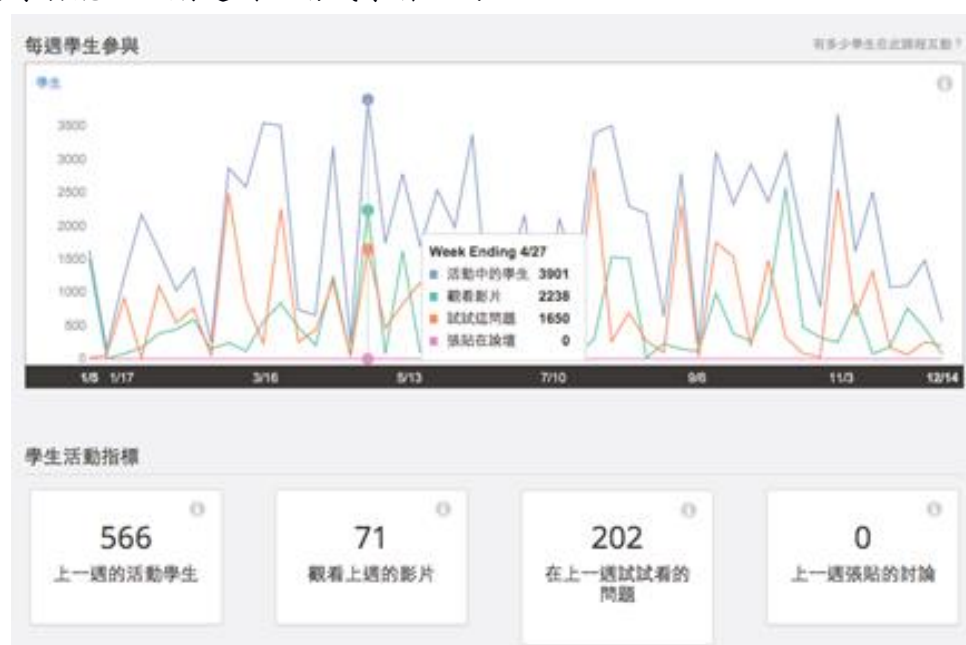 每週學生參與
有多少學生在此課程互動？
學生
3500
3000
2500
2000
1500
1000
500
0
Week Ending 4/27
活動中的學生 3901
觀看影片 2238
試試這問題 1650
張貼在論壇 0
1/5 1/17 3/16 5/13 7/10 9/6 11/3 12/14
學生活動指標
566
上一週的活動學生
71
觀看上週的影片
202
在上一週試試看的
問題
0
上一週張貼的討論